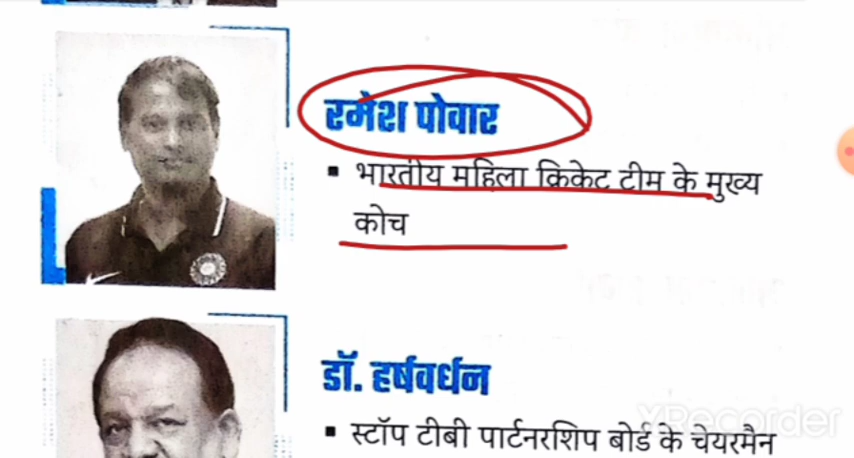 रमेश पोवार
▪ भारतीय महिला क्रिकेट टीम के मुख्य
कोच
डॉ. हर्षवर्धन
▪ स्टॉप टीबी पार्टनरशिप बोर्ड के चेयरमैन
XRecorder